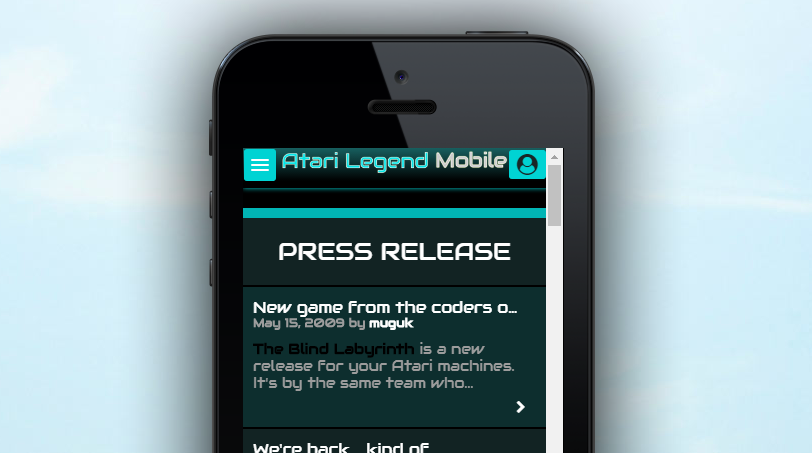 Atari Legend Mobile
PRESS RELEASE
New game from the coders o...
May 15, 2009 by muguk
The Blind Labyrinth is a new
release for your Atari machines.
It's by the same team who...
We're back... kind of